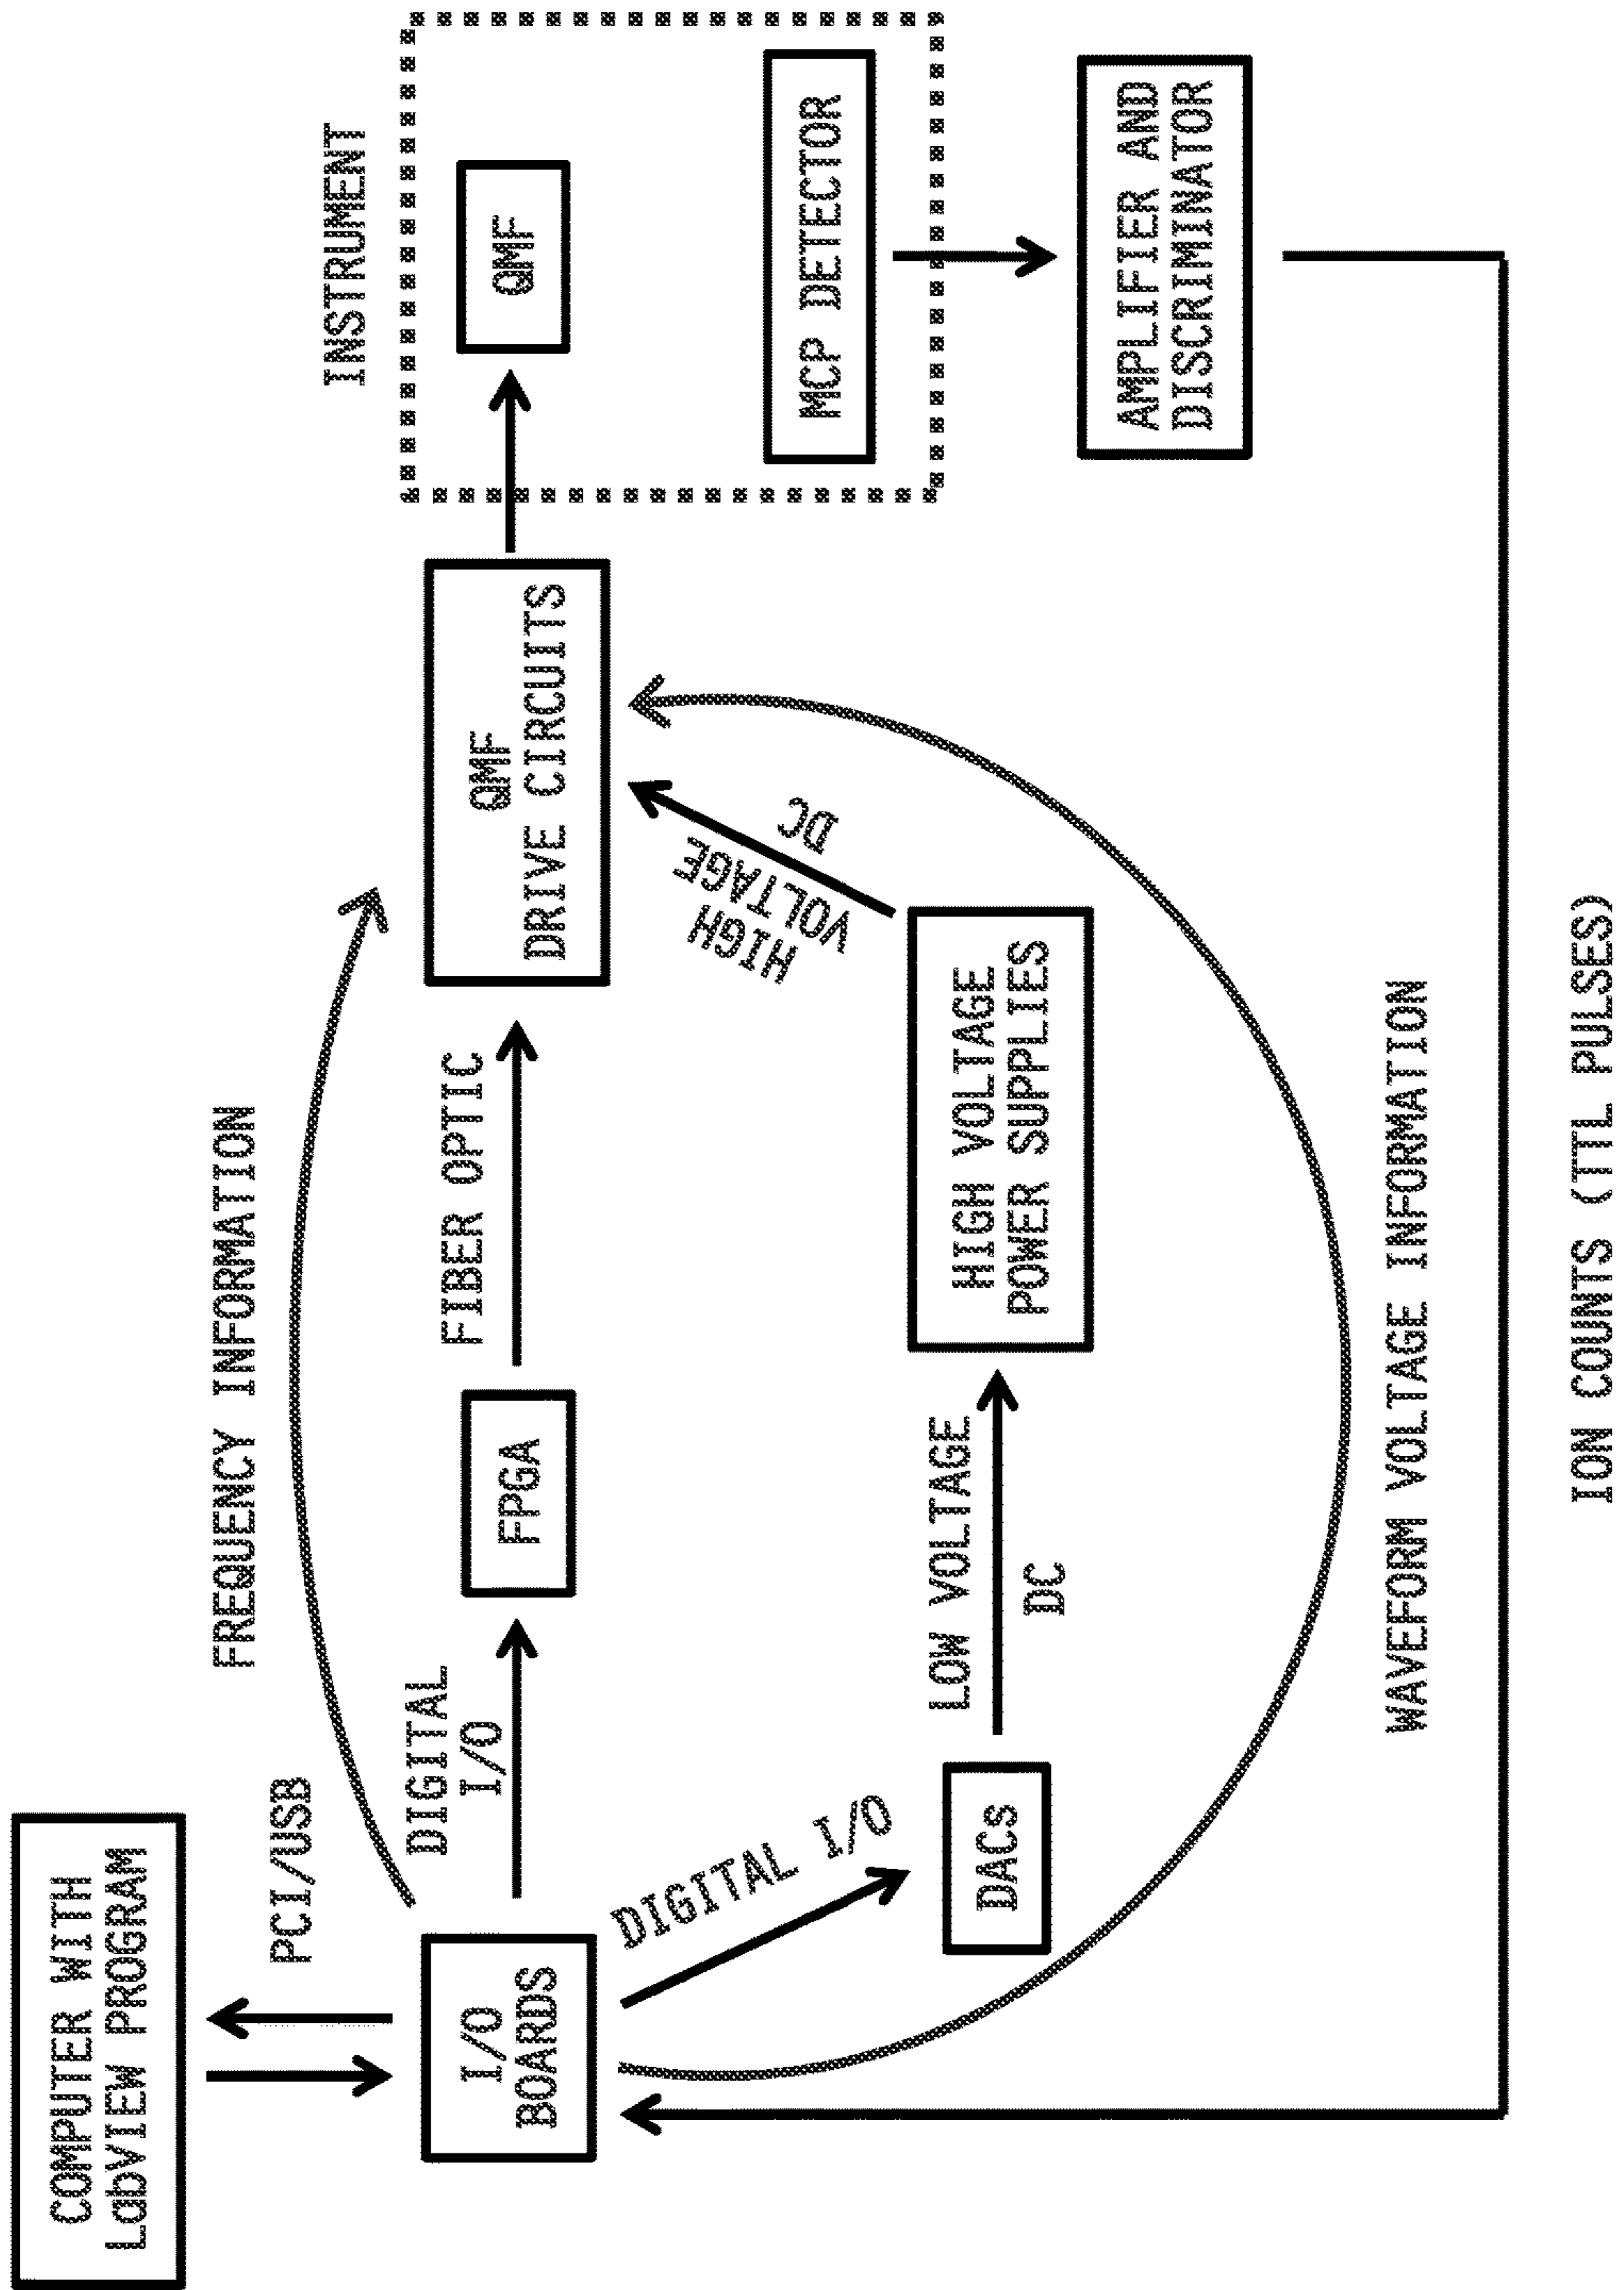 COMPUTER WITH
LabVIEW PROGRAM
PCI/USB
FREQUENCY INFORMATION
INSTRUMENT
I/O
BOARDS
DIGITAL
I/O
FPGA
FIBER OPTIC
QMF
DRIVE CIRCUITS
QMF
DIGITAL I/O
HIGH
VOLTAGE
DC
MCP DETECTOR
DACs
LOW VOLTAGE
DC
HIGH VOLTAGE
POWER SUPPLIES
AMPLIFIER AND
DISCRIMINATOR
WAVEFORM VOLTAGE INFORMATION
ION COUNTS (TTL PULSES)